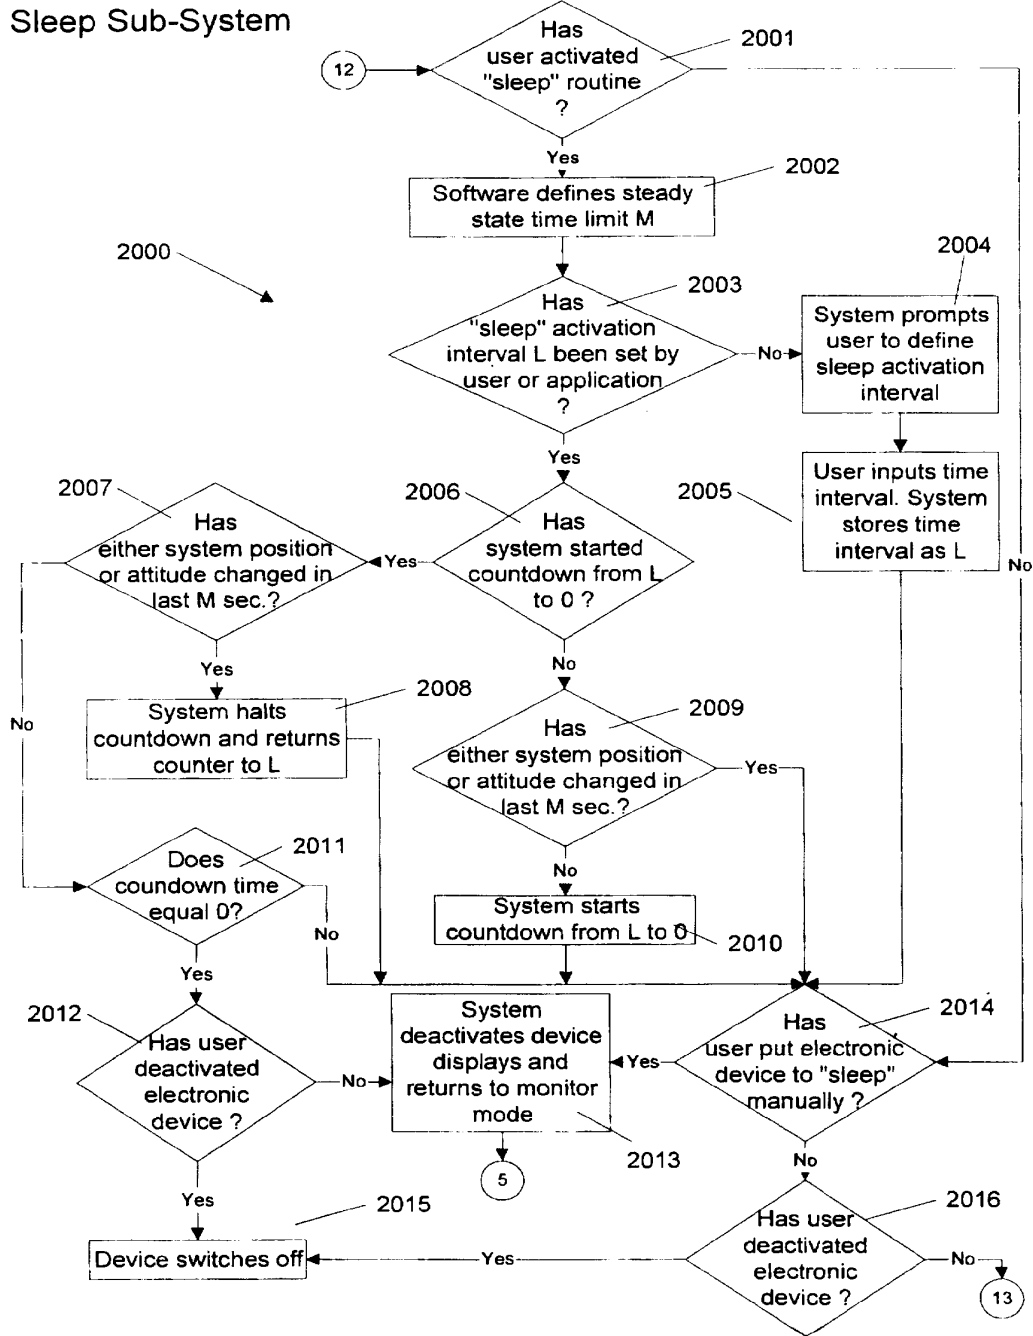 Sleep Sub-System
12
Has
user activated
"sleep" routine
?
2001
Yes
Software defines steady
state time limit M
2002
2000
Has
"sleep" activation
interval L been set by
user or application
?
2003
No
2004
System prompts
user to define
sleep activation
interval
Yes
2005
User inputs time
interval. System
stores time
interval as L
No
2007
Has
either system position
or attitude changed in
last M sec.?
Yes
2006
Has
system started
countdown from L
to 0 ?
Yes
No
No
System halts
countdown and returns
counter to L
2008
Has
either system position
or attitude changed in
last M sec.?
2009
Yes
No
Does
coundown time
equal 0?
2011
No
System starts
countdown from L to 0
2010
Yes
2012
Has user
deactivated
electronic
device ?
No
System
deactivates device
displays and
returns to monitor
mode
2013
Yes
Has
user put electronic
device to "sleep"
manually ?
2014
5
No
Yes
2015
Device switches off
Yes
Has user
deactivated
electronic
device ?
2016
No
13